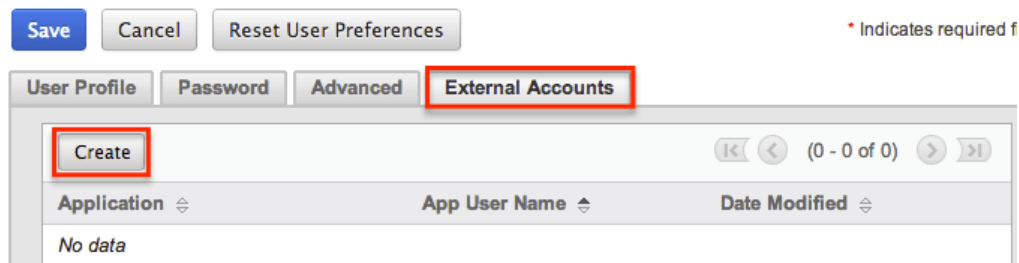 Save Cancel Reset User Preferences * Indicates required fi
User Profile Password Advanced External Accounts
Create (0 - 0 of 0)
Application App User Name Date Modified
No data